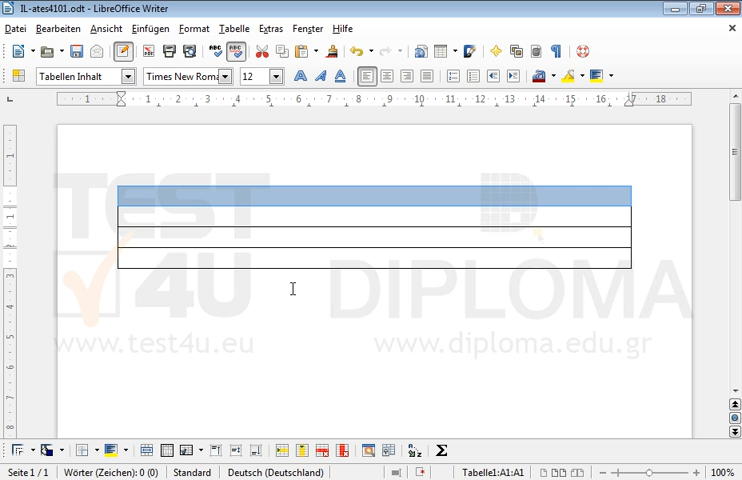 IL-ates4101.odt - LibreOffice Writer
Datei Bearbeiten Ansicht Einfügen Format Tabelle Extras Fenster Hilfe
Tabellen Inhalt Times New Roma 12
1 1 2 3 4 5 6 7 8 9 10 11 12 13 14 15 16 17 18
TEST
4U
DIPLOMA
www.test4u.eu www.diploma.edu.gr
Seite 1 / 1 Wörter (Zeichen): 0 (0) Standard Deutsch (Deutschland) Tabelle1:A1:A1 100%